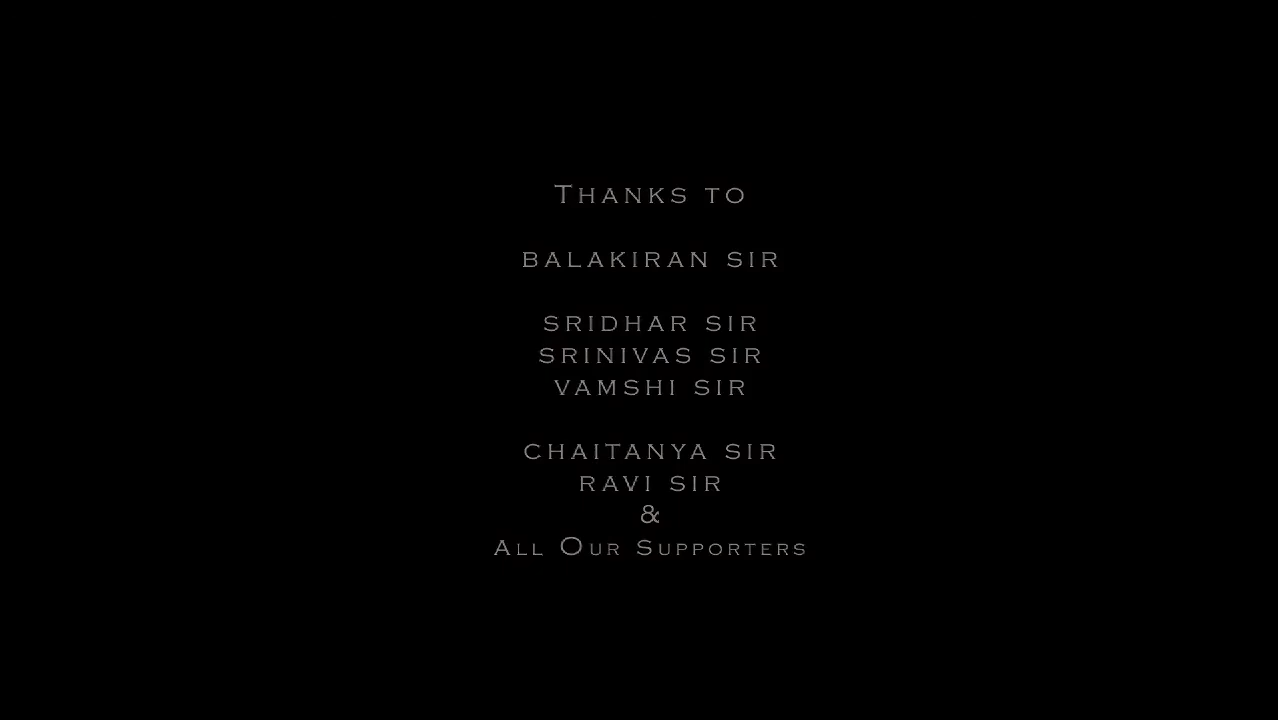 Thanks to
BALAKIRAN SIR
SRIDHAR SIR
SRINIVAS SIR
VAMSHI SIR
CHAITANYA SIR
RAVI SIR
&
All Our Supporters